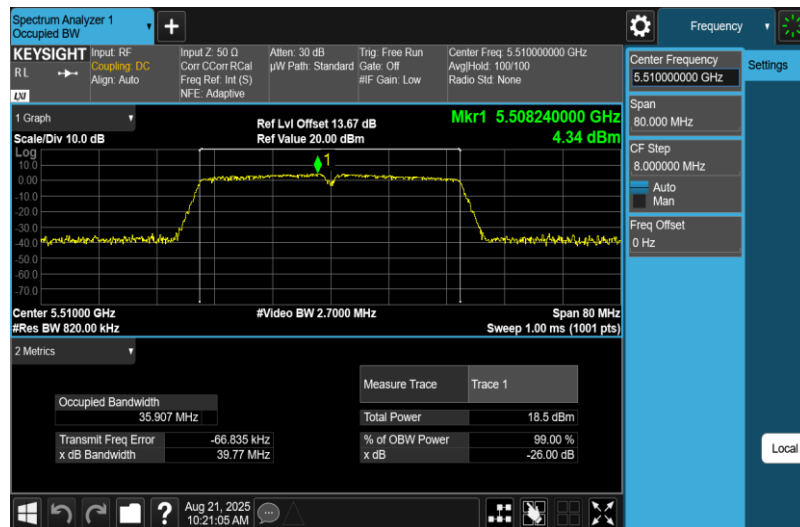 Spectrum Analyzer 1
Occupied BW
Frequency
KEYSIGHT
RL
LXI
Input: RF
Coupling: DC
Align: Auto
Input Z: 50 Ω
Corr CCorr RCal
Freq Ref: Int (S)
NFE: Adaptive
Atten: 30 dB
µW Path: Standard
Trig: Free Run
Gate: Off
#IF Gain: Low
Center Freq: 5.510000000 GHz
Avg|Hold: 100/100
Radio Std: None
Center Frequency
5.510000000 GHz
Settings
Span
80.000 MHz
CF Step
8.000000 MHz
Auto
Man
Freq Offset
0 Hz
1 Graph
Scale/Div 10.0 dB
Ref Lvl Offset 13.67 dB
Ref Value 20.00 dBm
Mkr1 5.508240000 GHz
4.34 dBm
Log
10.0
0.00
-10.0
-20.0
-30.0
-40.0
-50.0
-60.0
-70.0
1
Center 5.51000 GHz
#Res BW 820.00 kHz
#Video BW 2.7000 MHz
Span 80 MHz
Sweep 1.00 ms (1001 pts)
2 Metrics
Measure Trace Trace 1
Occupied Bandwidth
35.907 MHz
Total Power 18.5 dBm
Transmit Freq Error -66.835 kHz
% of OBW Power 99.00 %
x dB Bandwidth 39.77 MHz
x dB -26.00 dB
Local
?
Aug 21, 2025
10:21:05 AM